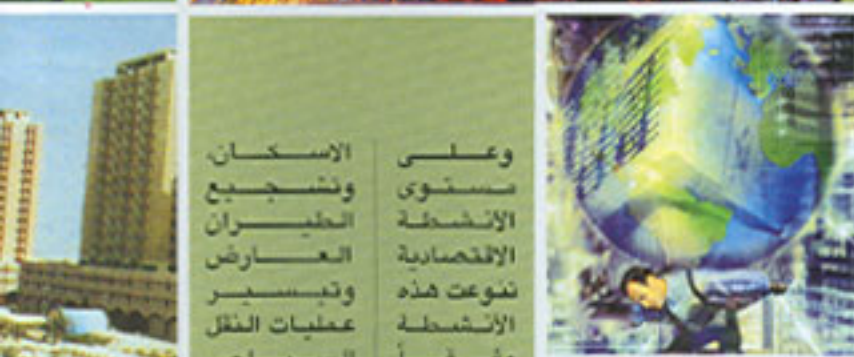 وعلى
مستوى
الأنشطة
الاقتصادية
تنوعت هذه
الأنشطة
الاسكان،
وتشجيع
الطيران
العارض
وتيسير
عمليات النقل